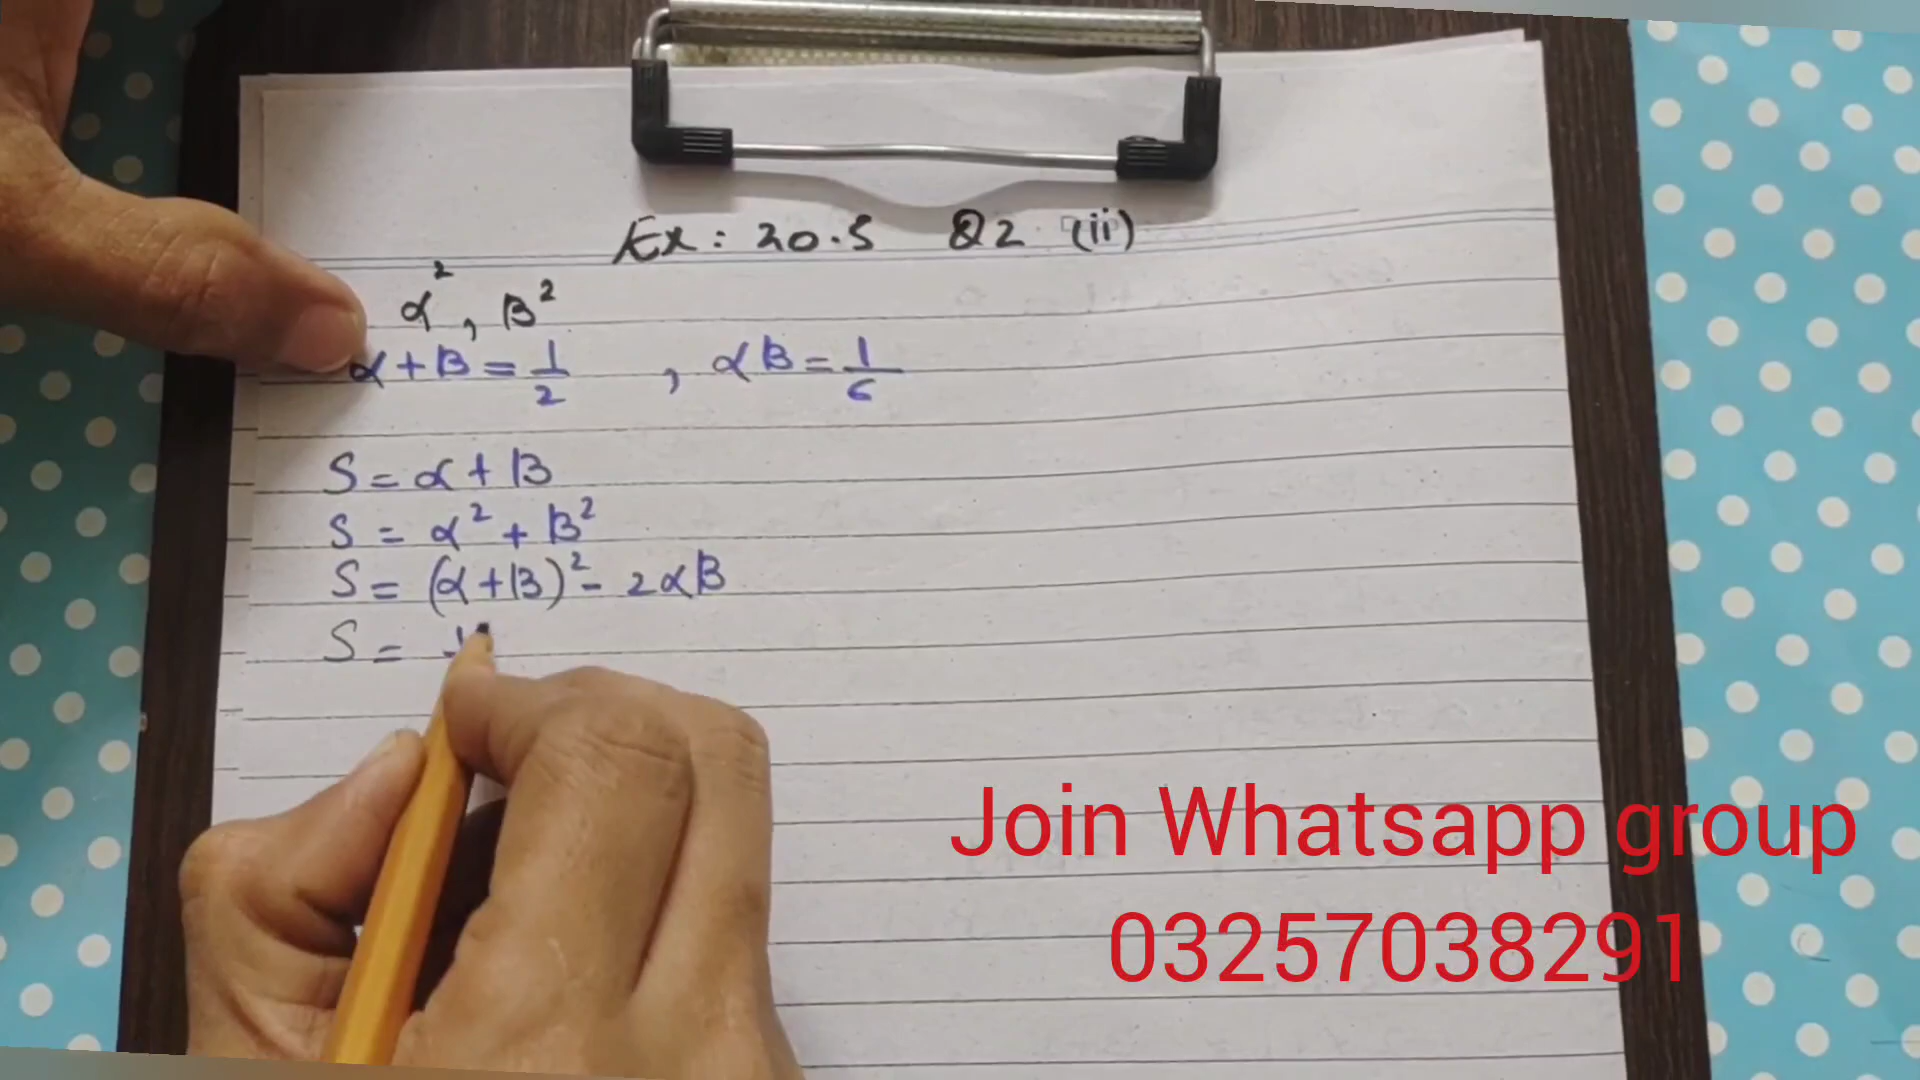 Ex: 20.5 Q2 (ii)
α², β²
α+β=1/2 , αβ=1/6
S=α+β
S = α² + β²
S = (α+β)² - 2αβ
S =
Join Whatsapp group
03257038291